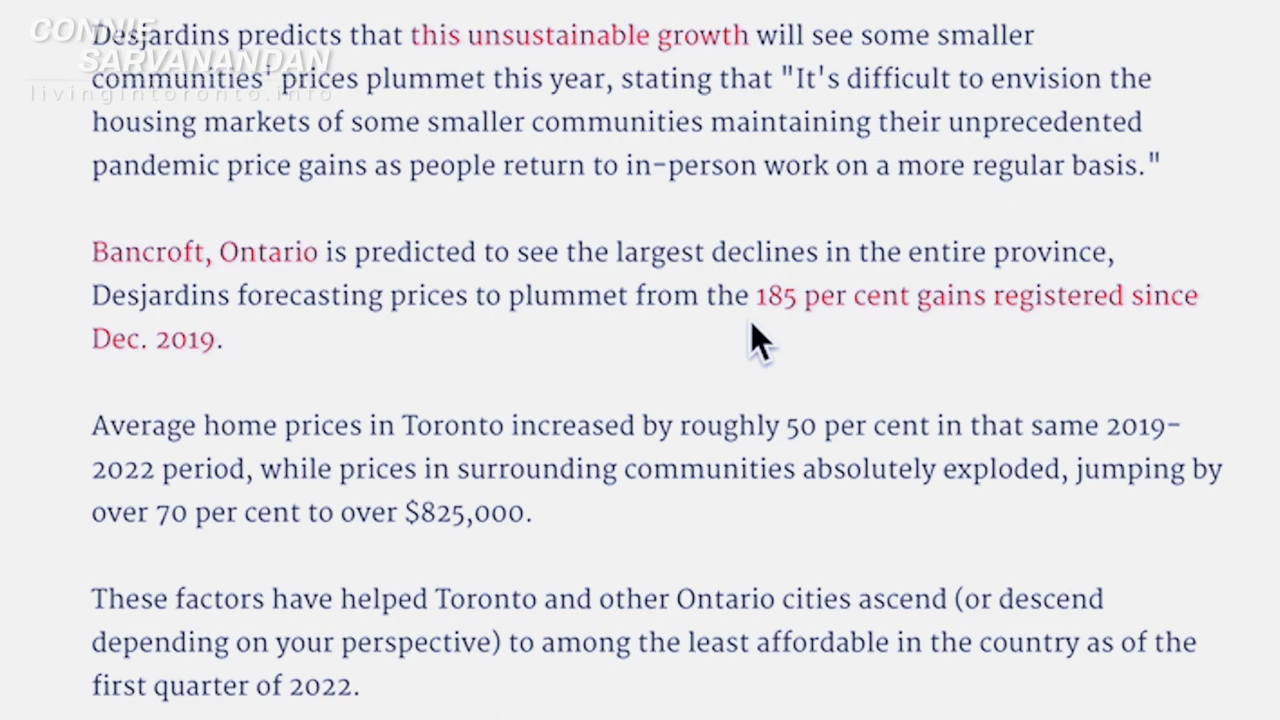 CONNIE
SARVANANDAN
livingintoronto.info
Desjardins predicts that this unsustainable growth will see some smaller
communities' prices plummet this year, stating that "It's difficult to envision the
housing markets of some smaller communities maintaining their unprecedented
pandemic price gains as people return to in-person work on a more regular basis."
Bancroft, Ontario is predicted to see the largest declines in the entire province,
Desjardins forecasting prices to plummet from the 185 per cent gains registered since
Dec. 2019.
Average home prices in Toronto increased by roughly 50 per cent in that same 2019-
2022 period, while prices in surrounding communities absolutely exploded, jumping by
over 70 per cent to over $825,000.
These factors have helped Toronto and other Ontario cities ascend (or descend
depending on your perspective) to among the least affordable in the country as of the
first quarter of 2022.